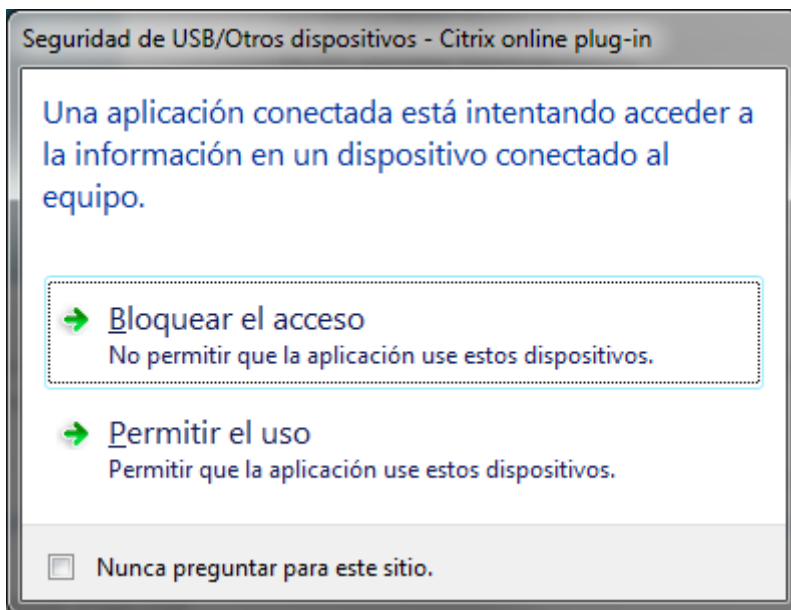 Seguridad de USB/Otros dispositivos - Citrix online plug-in
Una aplicación conectada está intentando acceder a
la información en un dispositivo conectado al
equipo.
Bloquear el acceso
No permitir que la aplicación use estos dispositivos.
Permitir el uso
Permitir que la aplicación use estos dispositivos.
Nunca preguntar para este sitio.